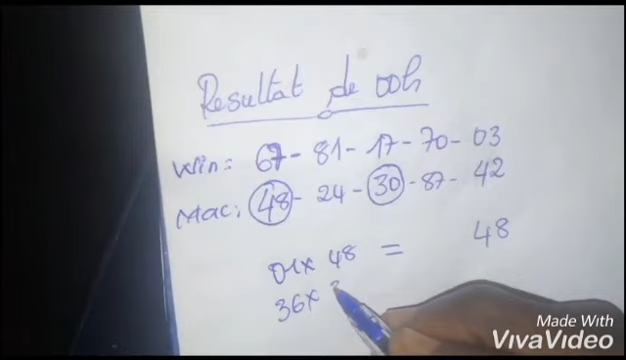 Resultat de 00h
Win: 67-81-17-70-03
Mac: 48-24-30-87-42
01x 48 = 48
36x
Made With
VivaVideo